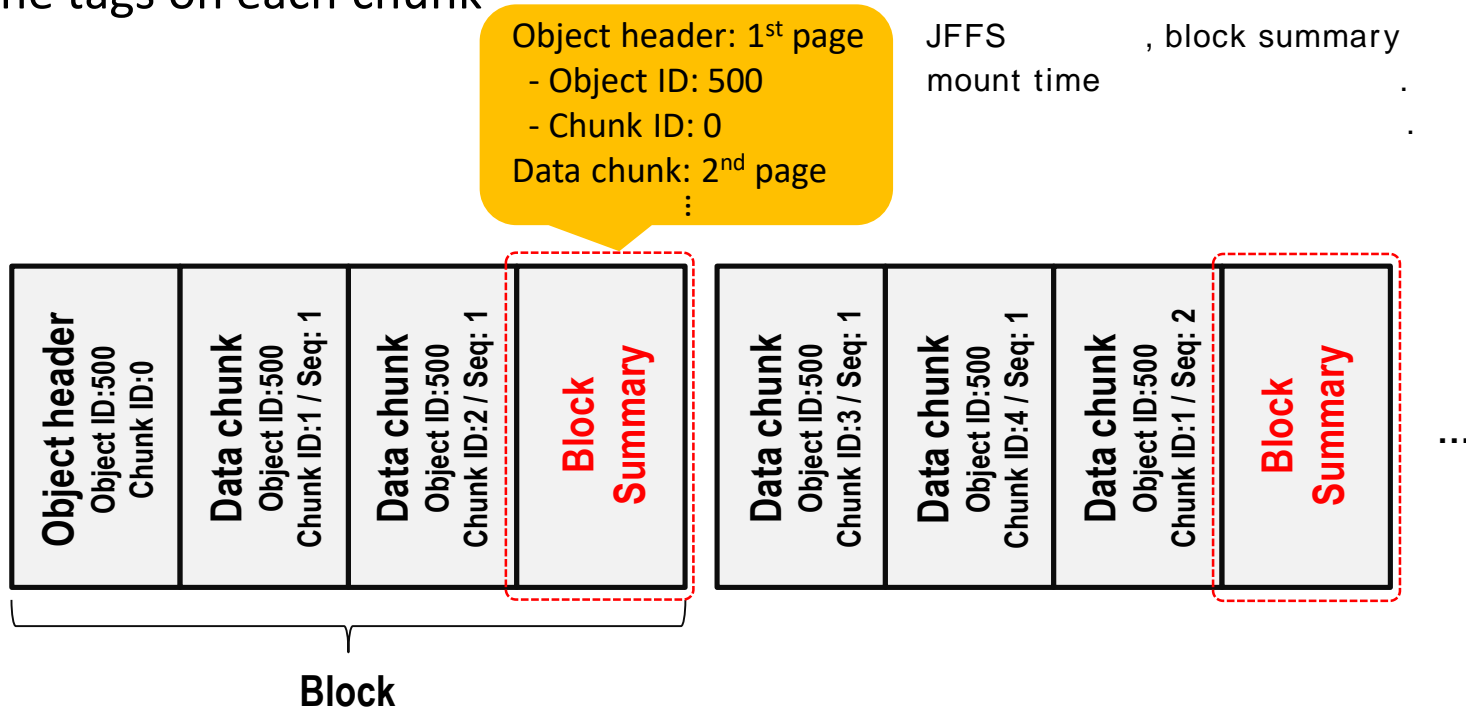 ne tags on each chunk
Object header: 1st page
- Object ID: 500
- Chunk ID: 0
Data chunk: 2nd page
⋮
JFFS , block summary
mount time .
.
Object header
Object ID:500
Chunk ID:0
Data chunk
Object ID:500
Chunk ID:1 / Seq: 1
Data chunk
Object ID:500
Chunk ID:2 / Seq: 1
Block
Summary
Data chunk
Object ID:500
Chunk ID:3 / Seq: 1
Data chunk
Object ID:500
Chunk ID:4 / Seq: 1
Data chunk
Object ID:500
Chunk ID:1 / Seq: 2
Block
Summary
...
Block